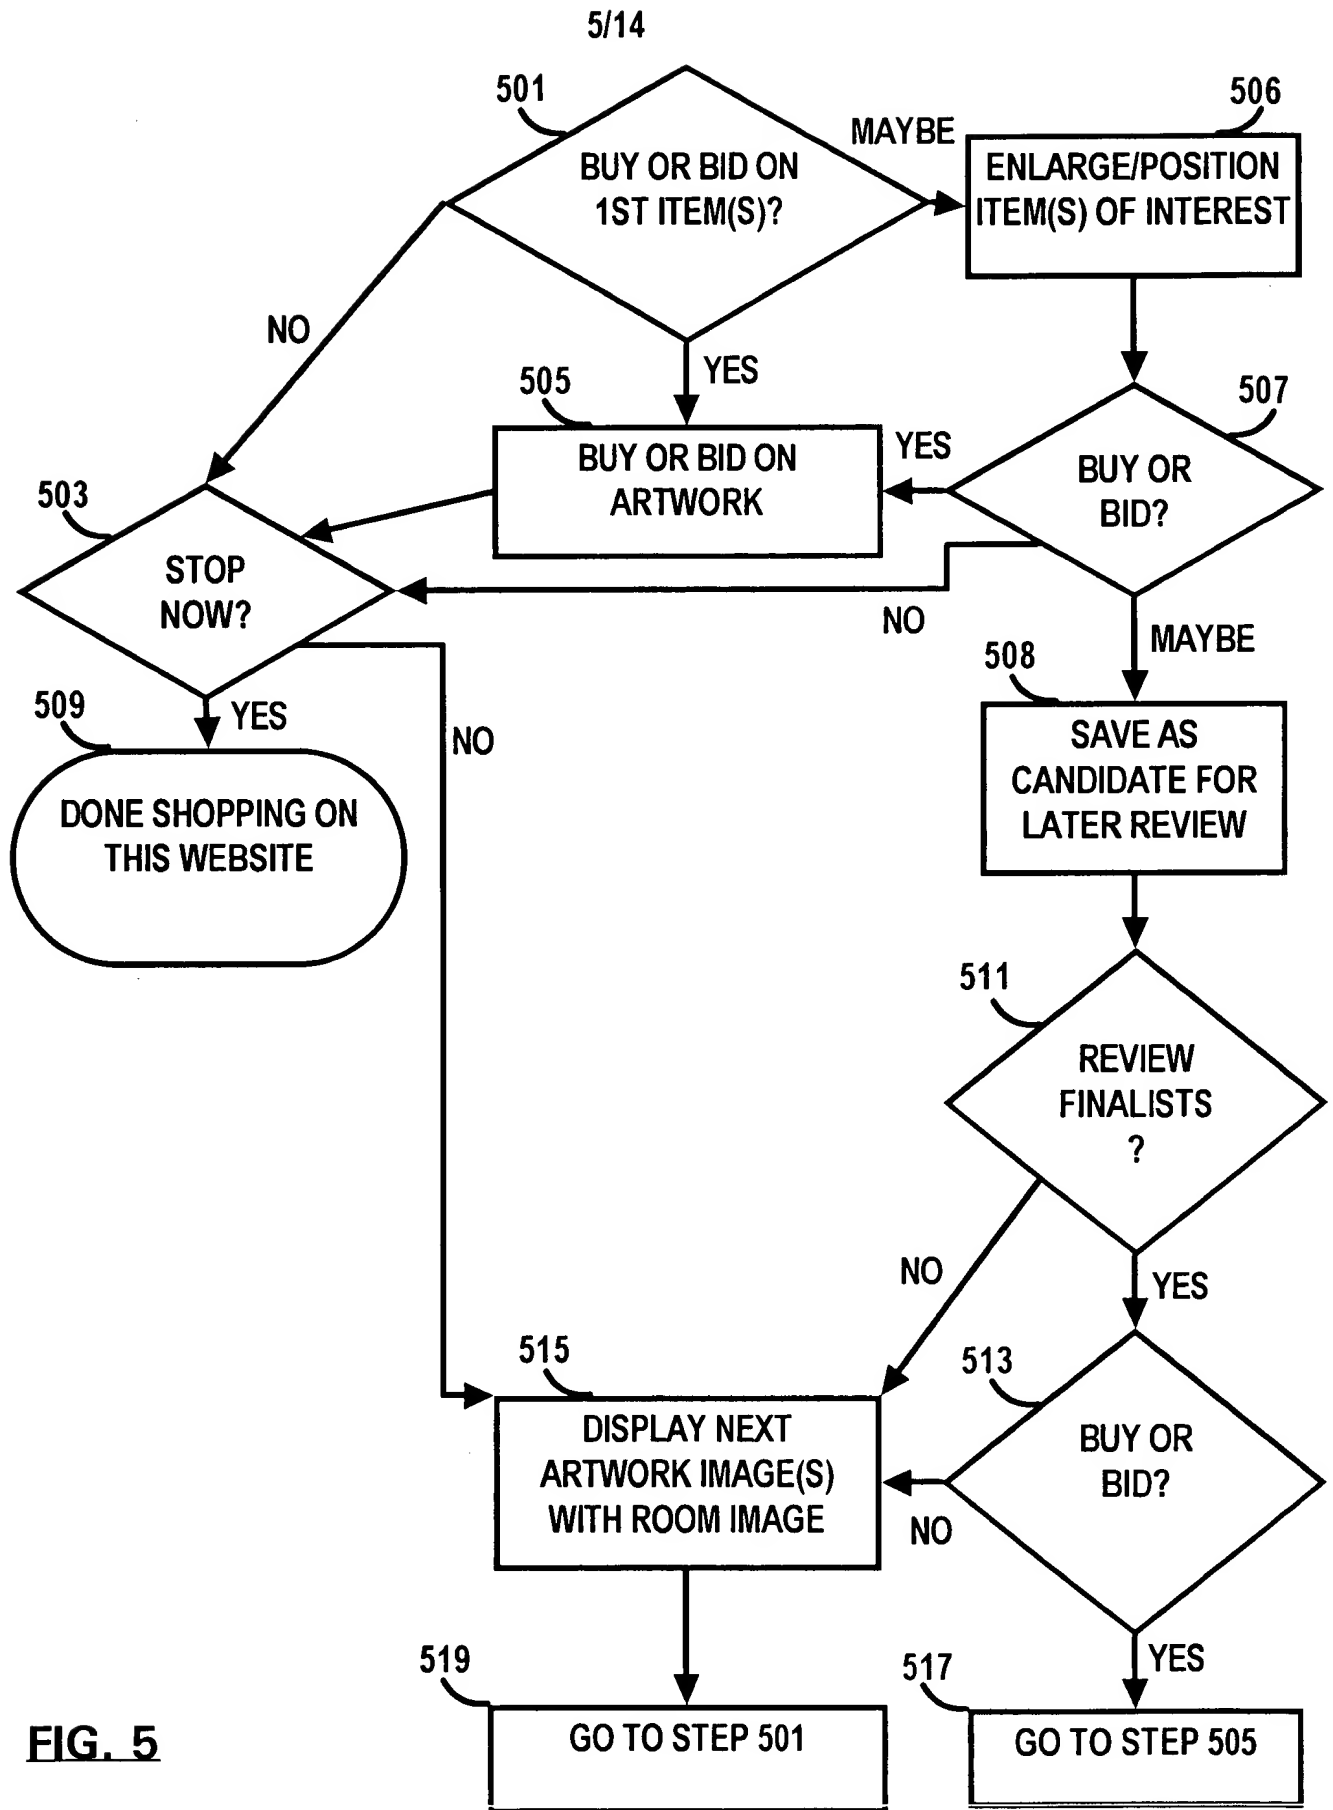 5/14
501
BUY OR BID ON
1ST ITEM(S)?
MAYBE
506
ENLARGE/POSITION
ITEM(S) OF INTEREST
NO
YES
505
BUY OR BID ON
ARTWORK
YES
507
BUY OR
BID?
503
STOP
NOW?
NO
MAYBE
508
SAVE AS
CANDIDATE FOR
LATER REVIEW
509
YES
NO
DONE SHOPPING ON
THIS WEBSITE
511
REVIEW
FINALISTS
?
NO
YES
515
DISPLAY NEXT
ARTWORK IMAGE(S)
WITH ROOM IMAGE
513
BUY OR
BID?
NO
YES
519
GO TO STEP 501
517
GO TO STEP 505
FIG. 5